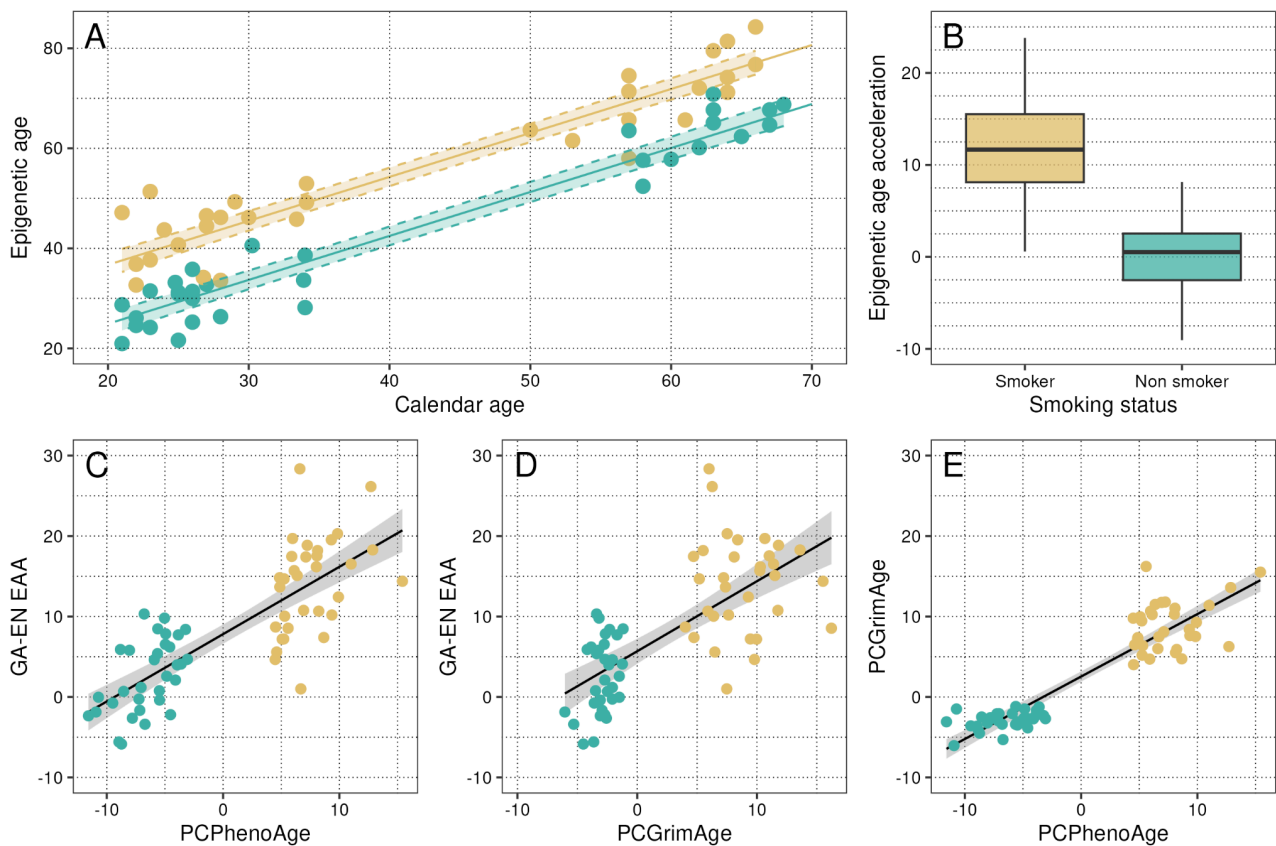 A
80
60
40
20
Epigenetic age
20 30 40 50 60 70
Calendar age
B
20
10
0
-10
Epigenetic age acceleration
Smoker Non smoker
Smoking status
C
30
20
10
0
-10
GA-EN EAA
-10 0 10
PCPhenoAge
D
30
20
10
0
-10
GA-EN EAA
-10 0 10
PCGrimAge
E
30
20
10
0
-10
PCGrimAge
-10 0 10
PCPhenoAge